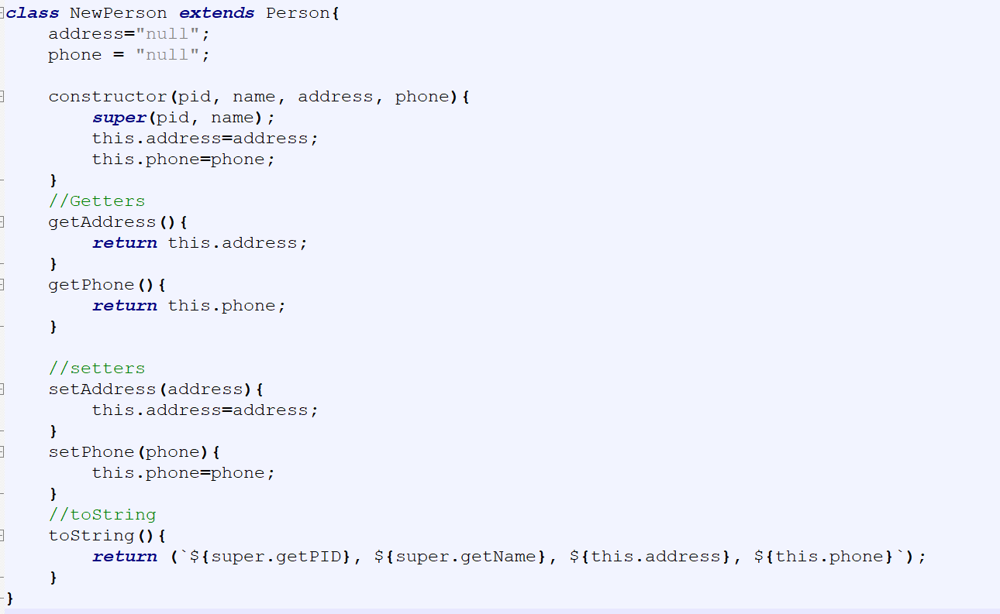 class NewPerson extends Person{
address="null";
phone = "null";
constructor(pid, name, address, phone){
super(pid, name);
this.address=address;
this.phone=phone;
}
//Getters
getAddress(){
return this.address;
}
getPhone(){
return this.phone;
}
//setters
setAddress(address){
this.address=address;
}
setPhone(phone){
this.phone=phone;
}
//toString
toString(){
return (`${super.getPID}, ${super.getName}, ${this.address}, ${this.phone}`);
}
}